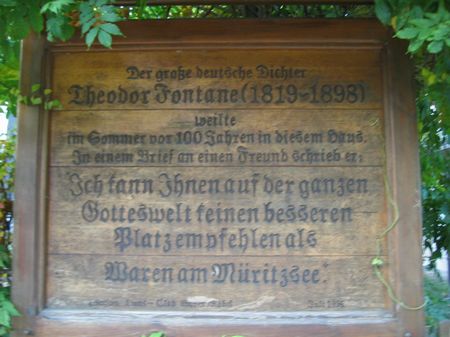 Der große deutsche Dichter
Theodor Fontane (1819-1898)
weilte
im Sommer vor 100 Jahren in diesem Haus.
In einem Brief an einen Freund schrieb er:
"Ich kann Ihnen auf der ganzen
Gotteswelt keinen besseren
Platz empfehlen als
Waren am Müritzsee."
Juli 1996